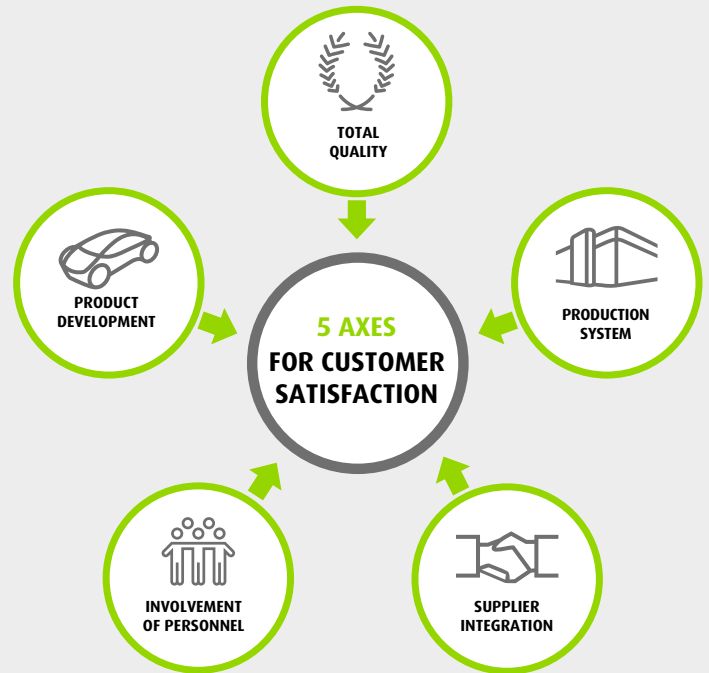 TOTAL
QUALITY
PRODUCT
DEVELOPMENT
PRODUCTION
SYSTEM
5 AXES
FOR CUSTOMER
SATISFACTION
INVOLVEMENT
OF PERSONNEL
SUPPLIER
INTEGRATION